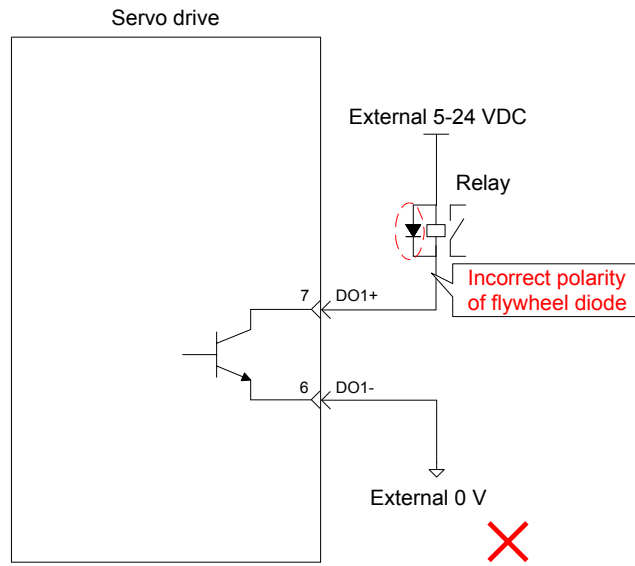 Servo drive
External 5-24 VDC
Relay
Incorrect polarity
of flywheel diode
7 DO1+
6 DO1-
External 0 V